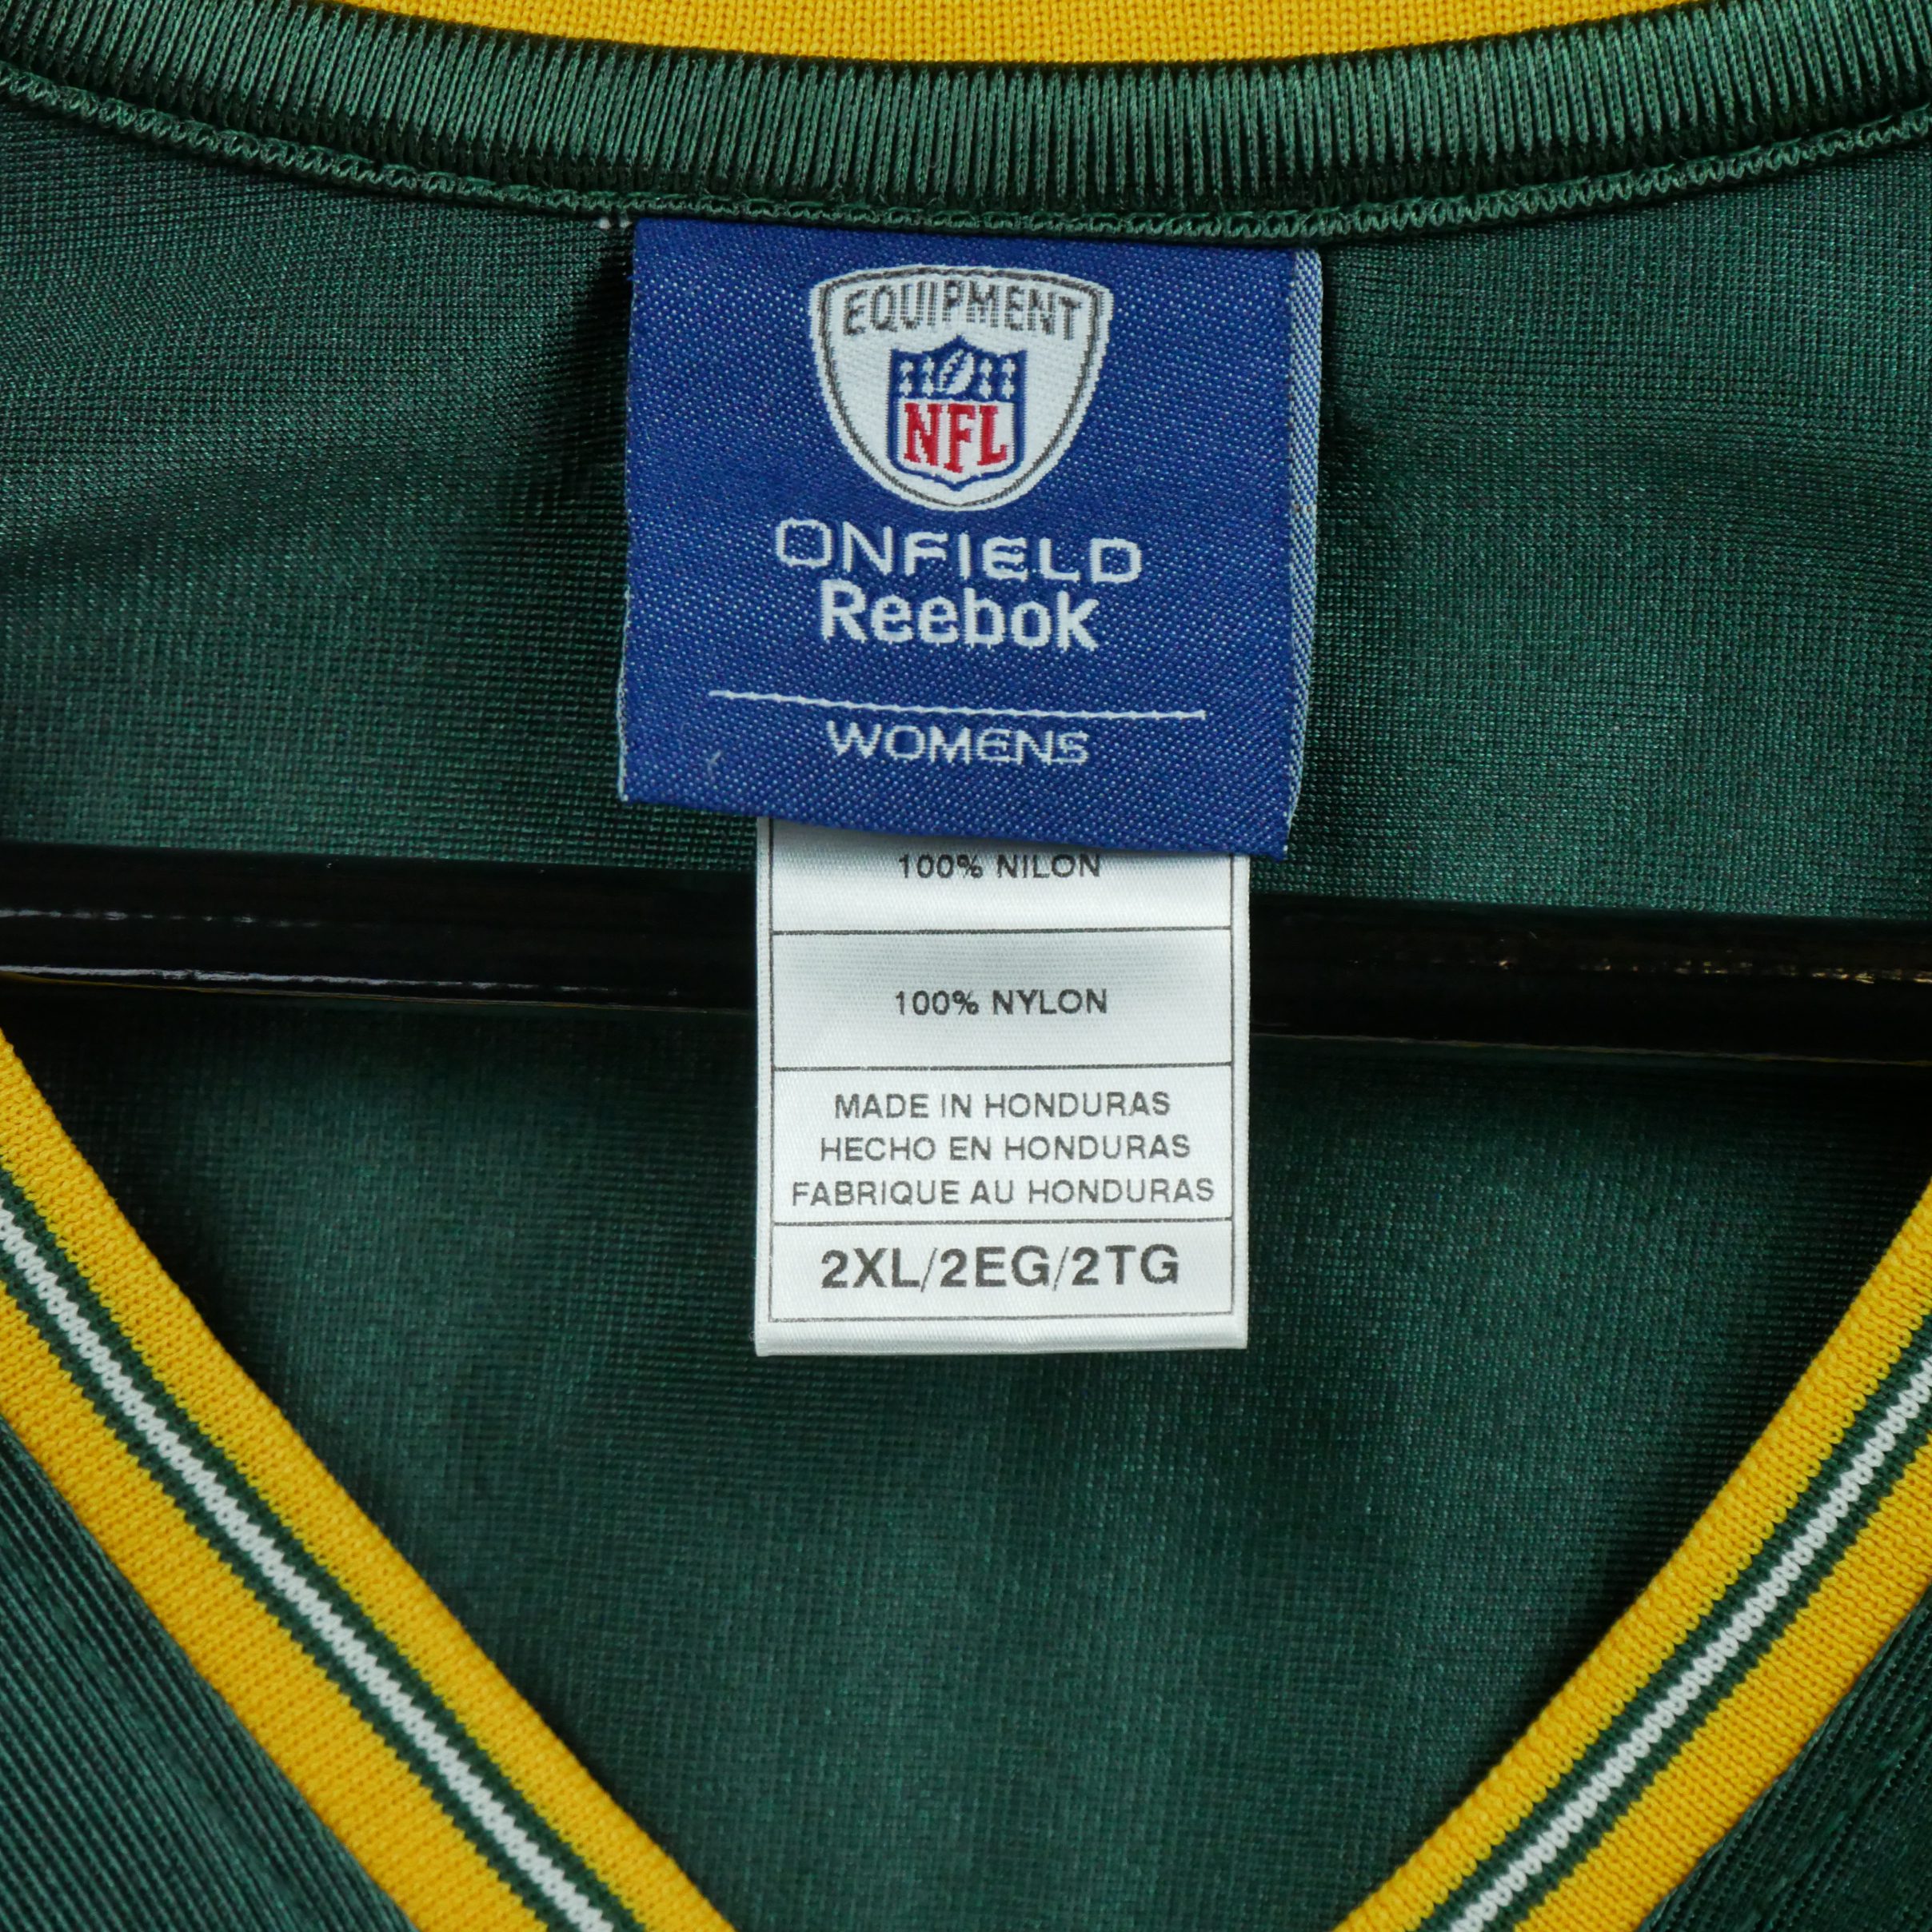 EQUIPMENT
NFL
ONFIELD
Reebok
WOMENS
100% NILON
100% NYLON
MADE IN HONDURAS
HECHO EN HONDURAS
FABRIQUE AU HONDURAS
2XL/2EG/2TG